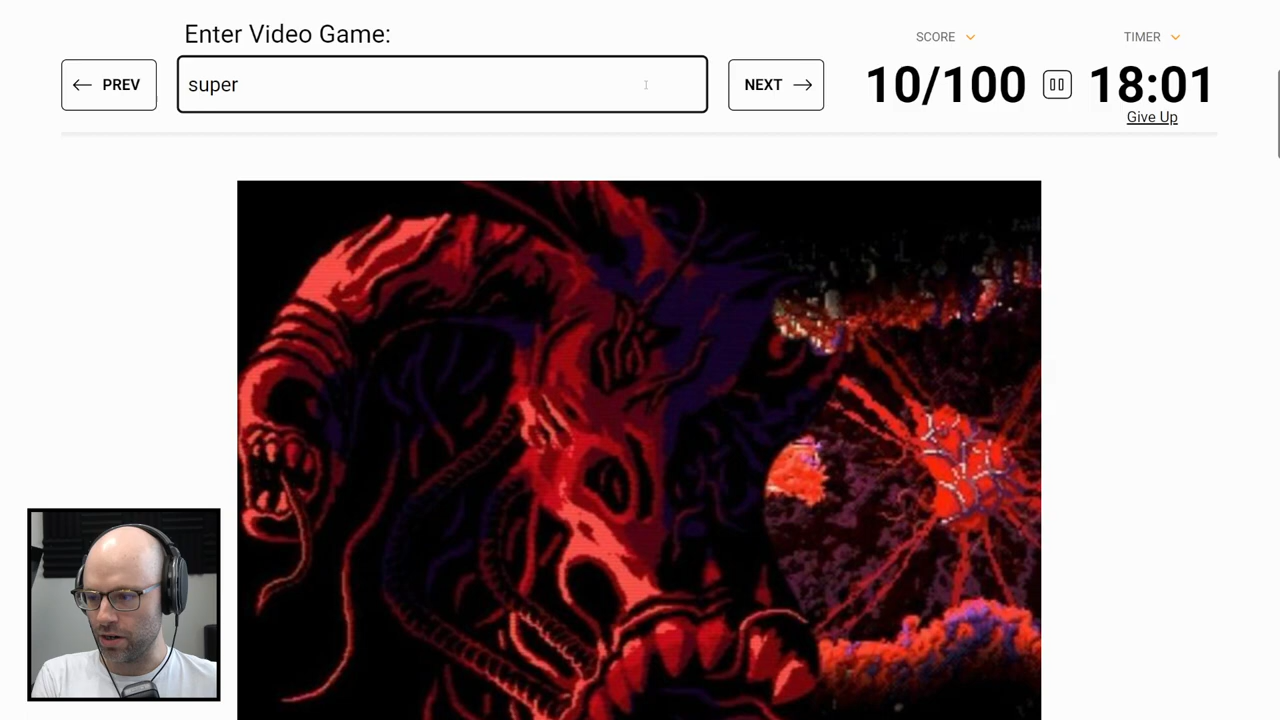 Enter Video Game:
SCORE
TIMER
PREV
super
NEXT
10/100
18:01
Give Up